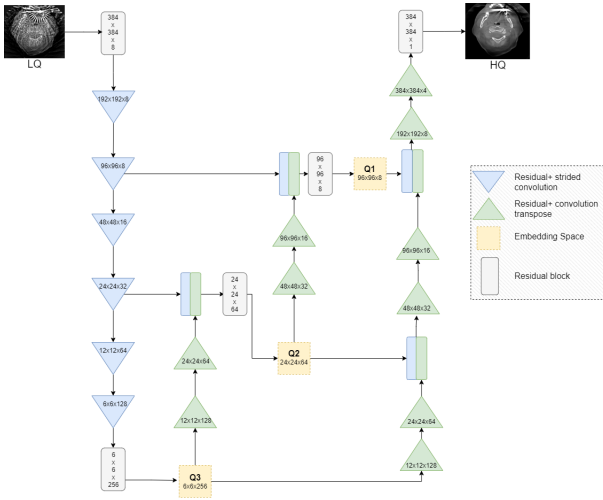 LQ
384
x
384
x
8
384
x
384
x
1
HQ
192x192x8
384x384x4
192x192x8
96x96x8
96
x
96
x
8
Q1
96x96x8
48x48x16
96x96x16
96x96x16
24x24x32
24
x
24
x
64
48x48x32
48x48x32
12x12x64
24x24x64
Q2
24x24x64
6x6x128
12x12x128
24x24x64
6
x
6
x
256
Q3
6x6x256
12x12x128
Residual+ strided
convolution
Residual+ convolution
transpose
Embedding Space
Residual block